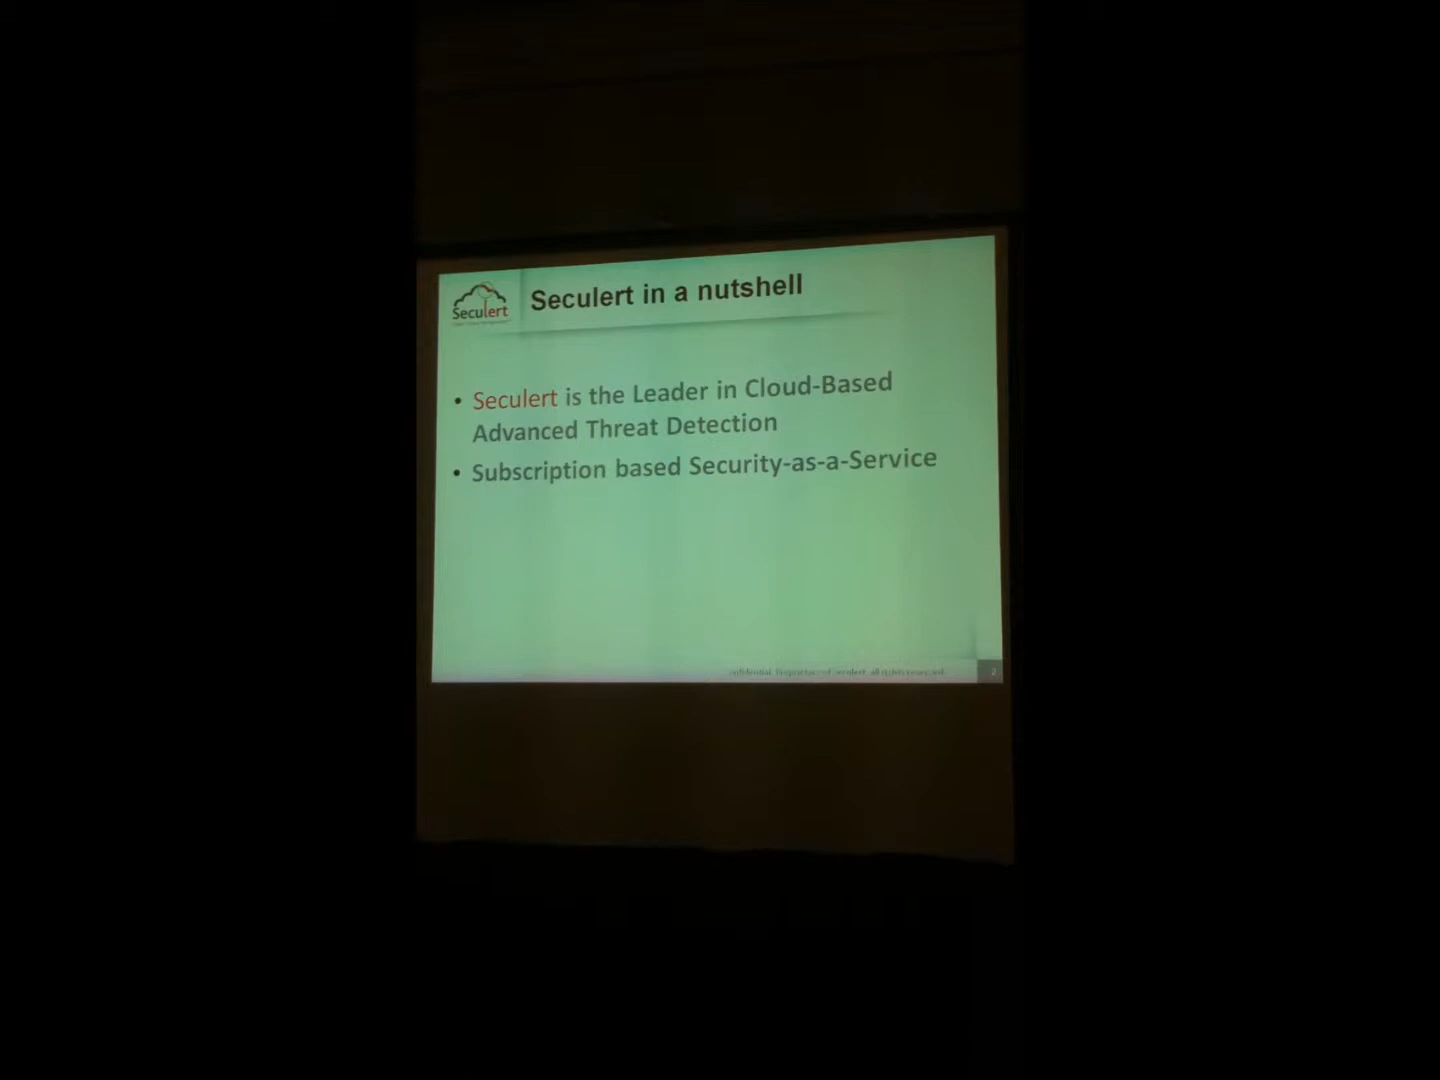 Seculert
Seculert in a nutshell
• Seculert is the Leader in Cloud-Based
Advanced Threat Detection
• Subscription based Security-as-a-Service
2